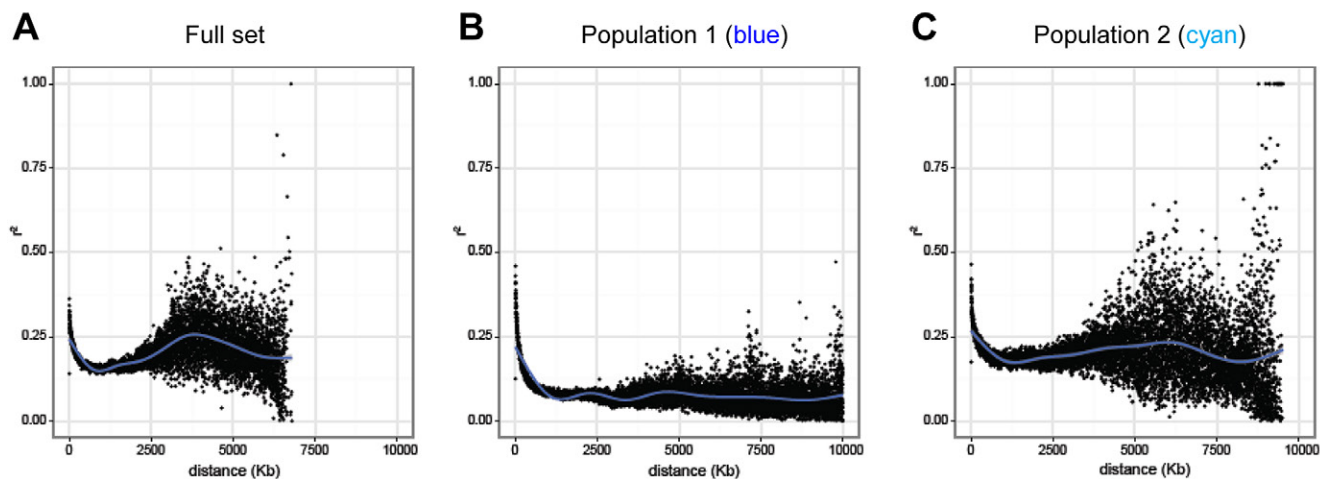 A Full set
B Population 1 (blue)
C Population 2 (cyan)
1.00
0.75
0.50
0.25
0.00
r²
0 2500 5000 7500 10000
distance (Kb)
1.00
0.75
0.50
0.25
0.00
r²
0 2500 5000 7500 10000
distance (Kb)
1.00
0.75
0.50
0.25
0.00
r²
0 2500 5000 7500 10000
distance (Kb)